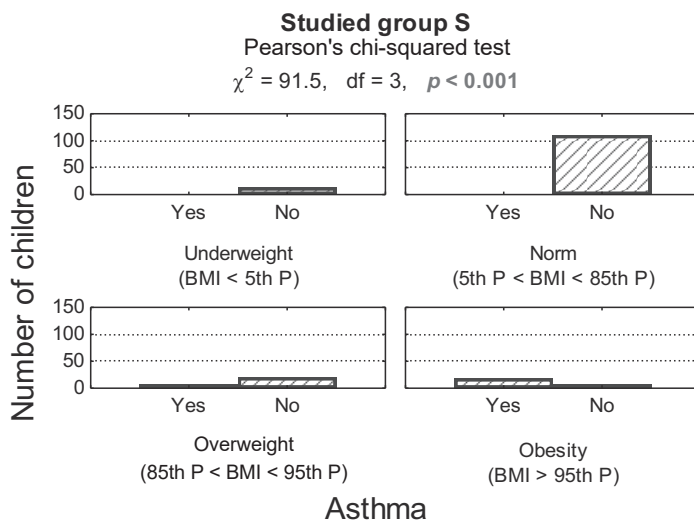 Studied group S
Pearson's chi-squared test
χ² = 91.5, df = 3, p < 0.001
Number of children
150
100
50
0
Yes No
Underweight
(BMI < 5th P)
150
100
50
0
Yes No
Norm
(5th P < BMI < 85th P)
150
100
50
0
Yes No
Overweight
(85th P < BMI < 95th P)
150
100
50
0
Yes No
Obesity
(BMI > 95th P)
Asthma